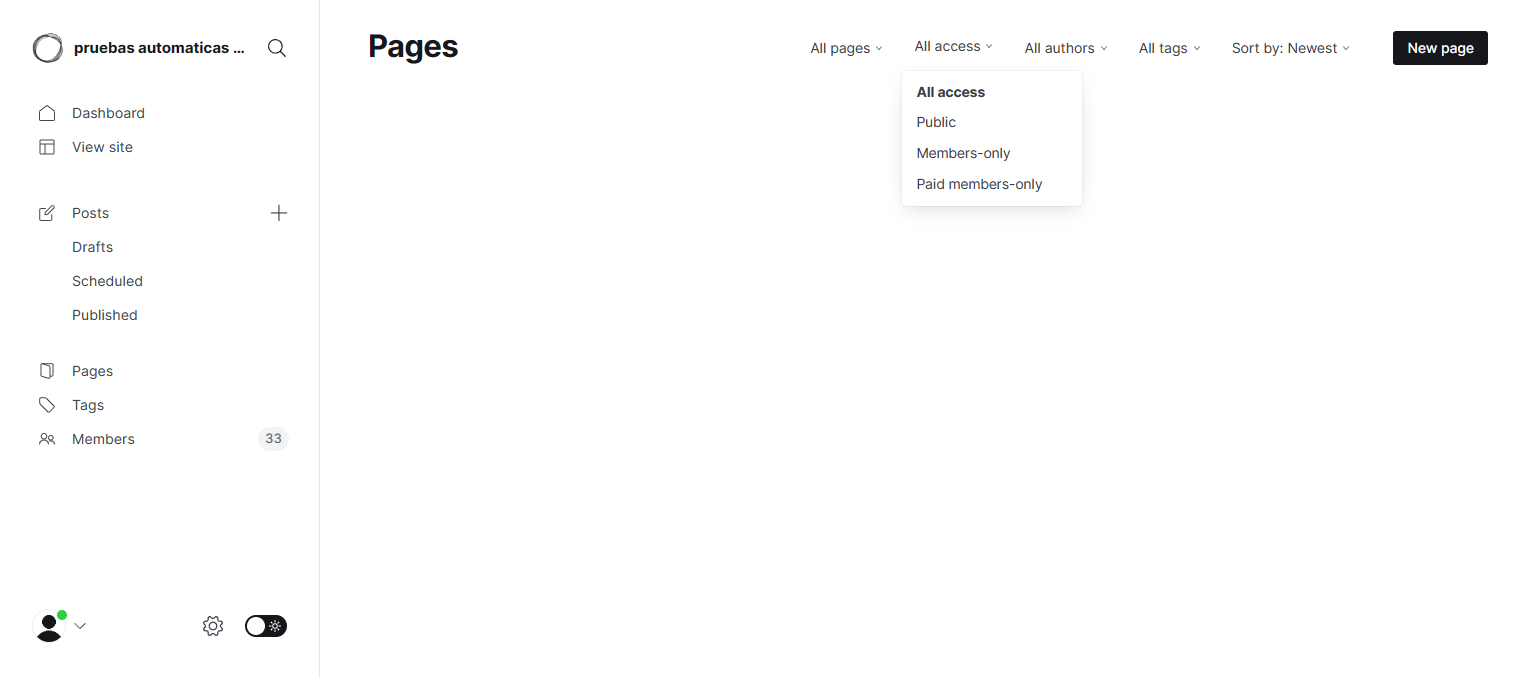 pruebas automaticas ...
Dashboard
View site
Posts
Drafts
Scheduled
Published
Pages
Tags
Members 33
Pages
All pages All access All authors All tags Sort by: Newest New page
All access
Public
Members-only
Paid members-only